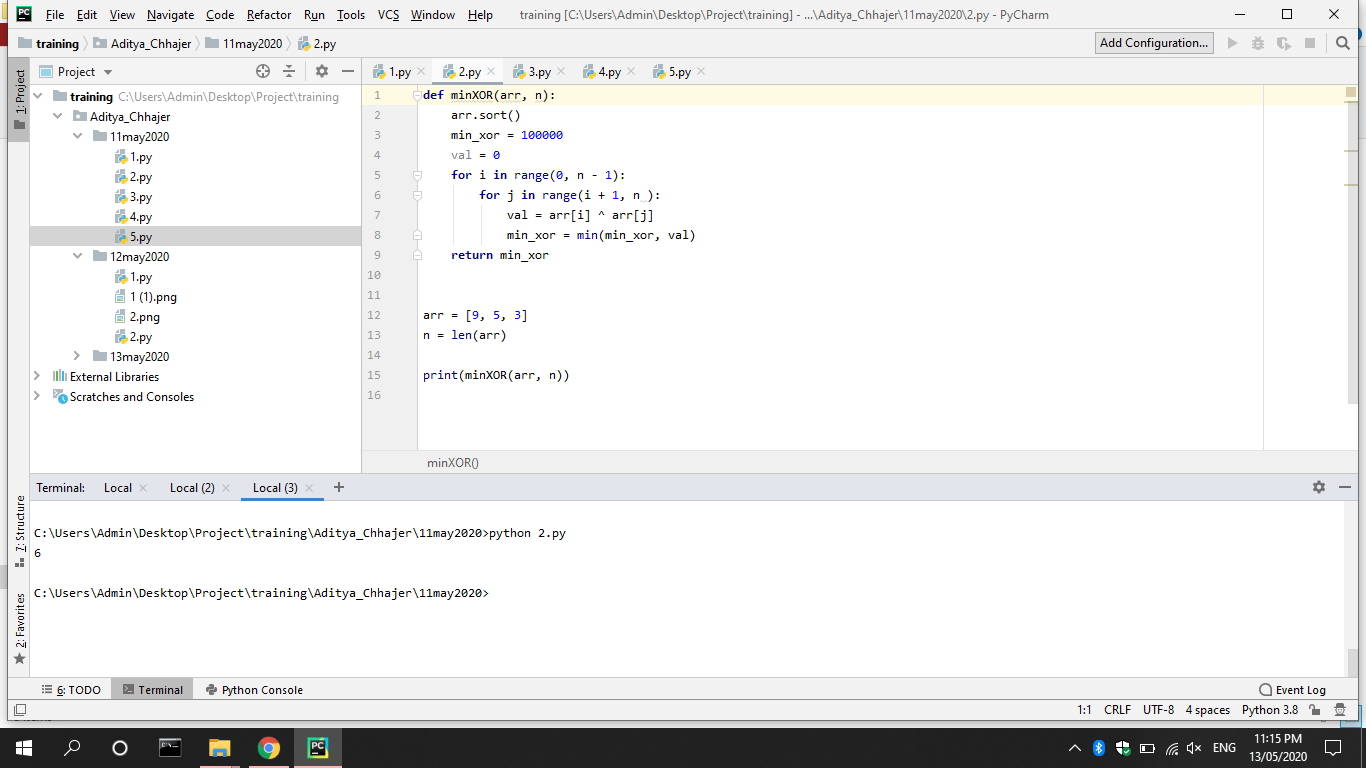 File Edit View Navigate Code Refactor Run Tools VCS Window Help training [C:\Users\Admin\Desktop\Project\training] - ...\Aditya_Chhajer\11may2020\2.py - PyCharm
training Aditya_Chhajer 11may2020 2.py Add Configuration...
Project
1.py 2.py 3.py 4.py 5.py
1: Project
training C:\Users\Admin\Desktop\Project\training
Aditya_Chhajer
11may2020
1.py
2.py
3.py
4.py
5.py
12may2020
1.py
1 (1).png
2.png
2.py
13may2020
External Libraries
Scratches and Consoles
1 def minXOR(arr, n):
2 arr.sort()
3 min_xor = 100000
4 val = 0
5 for i in range(0, n - 1):
6 for j in range(i + 1, n ):
7 val = arr[i] ^ arr[j]
8 min_xor = min(min_xor, val)
9 return min_xor
10
11
12 arr = [9, 5, 3]
13 n = len(arr)
14
15 print(minXOR(arr, n))
16
minXOR()
Terminal: Local Local (2) Local (3)
7: Structure
2: Favorites
C:\Users\Admin\Desktop\Project\training\Aditya_Chhajer\11may2020>python 2.py
6
C:\Users\Admin\Desktop\Project\training\Aditya_Chhajer\11may2020>
6: TODO Terminal Python Console Event Log
1:1 CRLF UTF-8 4 spaces Python 3.8
PC ENG 11:15 PM
13/05/2020